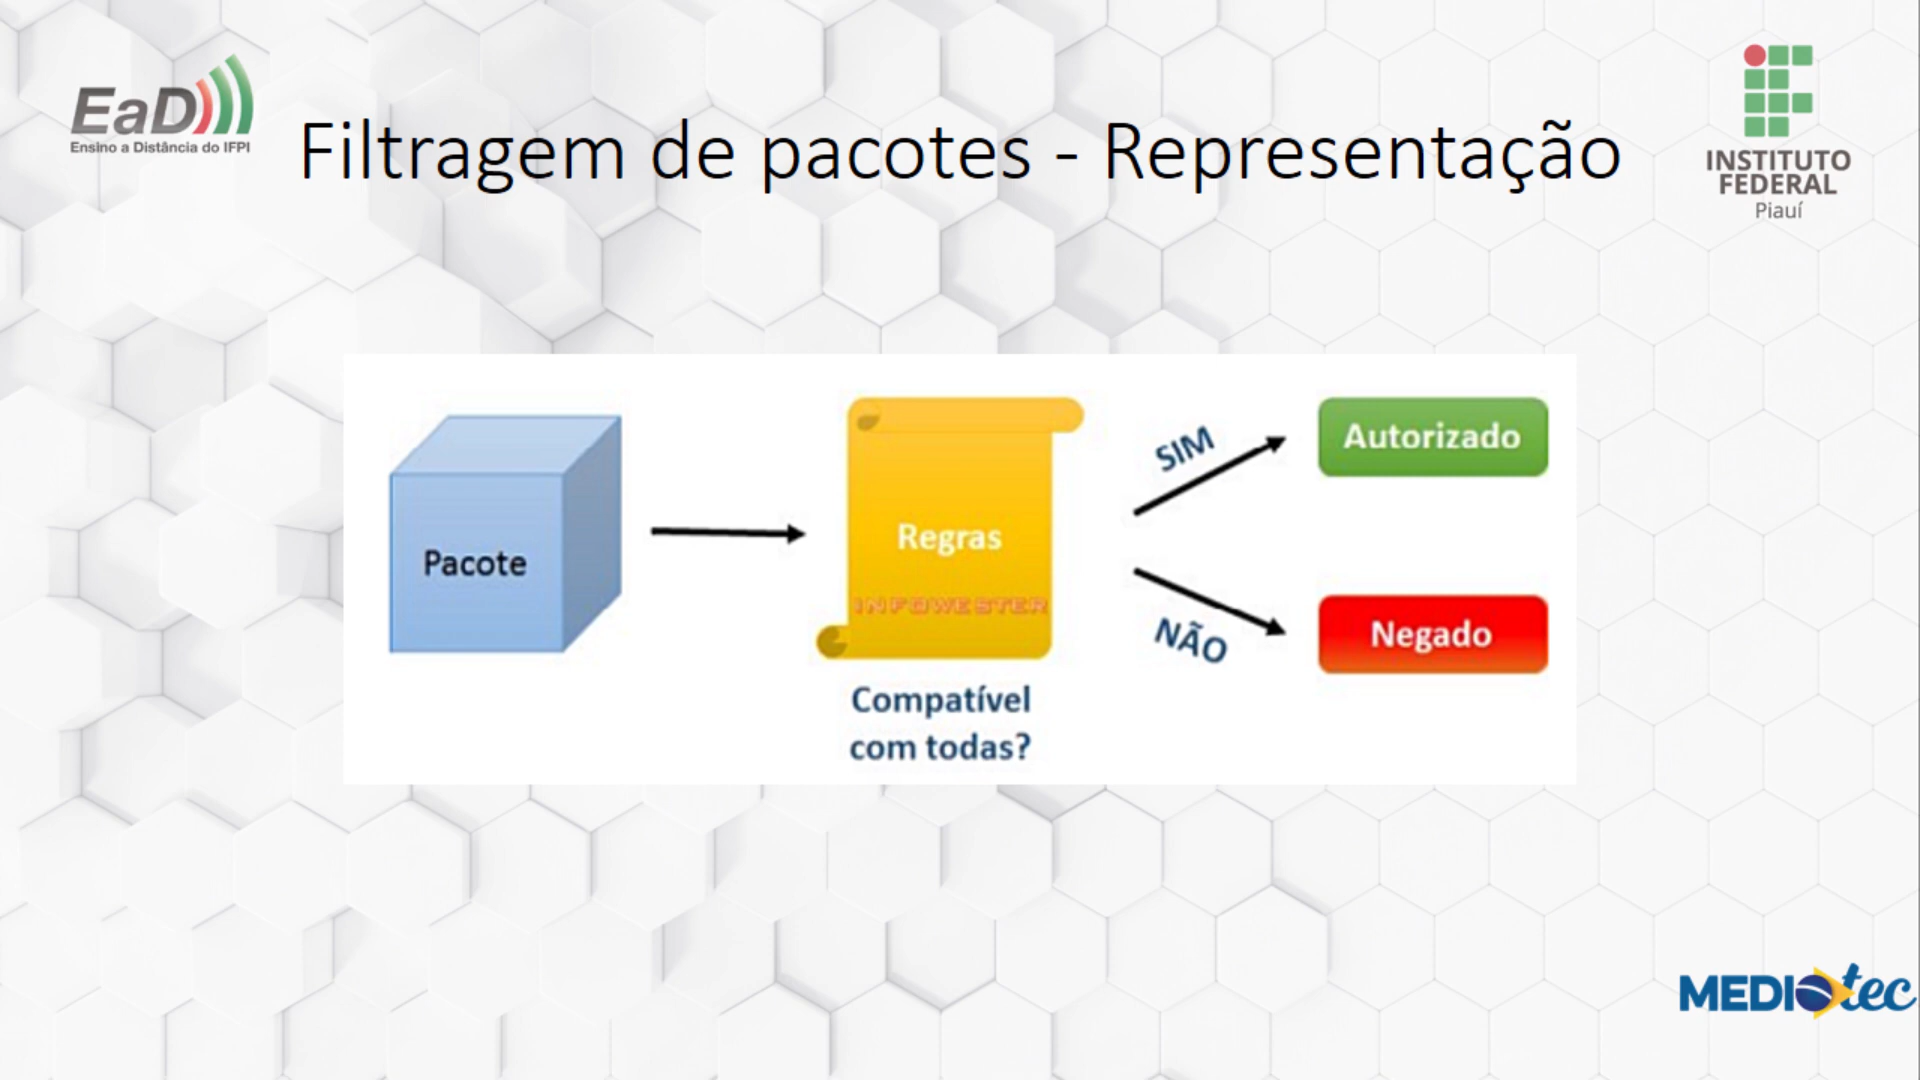 EaD
Ensino a Distância do IFPI
Filtragem de pacotes - Representação
INSTITUTO
FEDERAL
Piauí
Pacote
Regras
INFOWESTER
Compatível
com todas?
SIM
NÃO
Autorizado
Negado
MEDIOtec